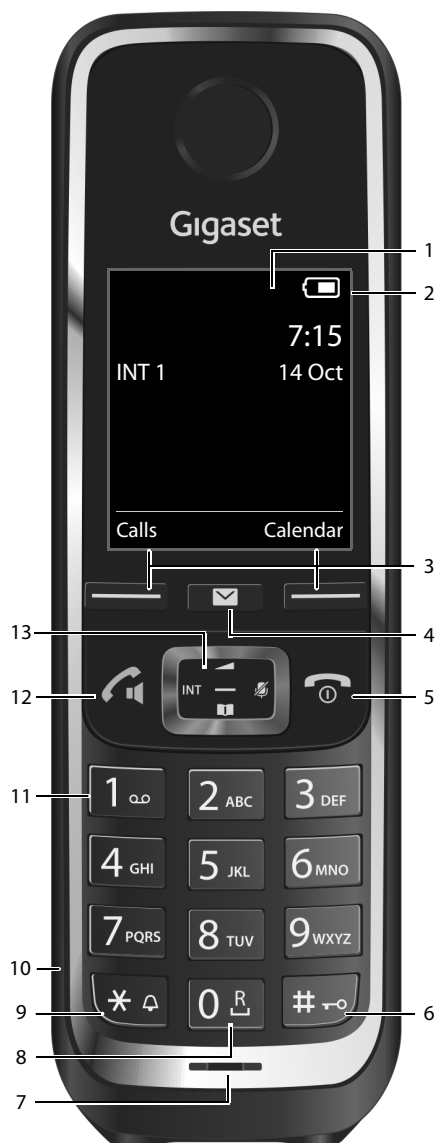 Gigaset
1
2
7:15
INT 1 14 Oct
Calls Calendar
3
4
13
INT
12
5
11
1 2 ABC 3 DEF
4 GHI 5 JKL 6 MNO
7 PQRS 8 TUV 9 WXYZ
10
* 0 R #
9
6
8
7